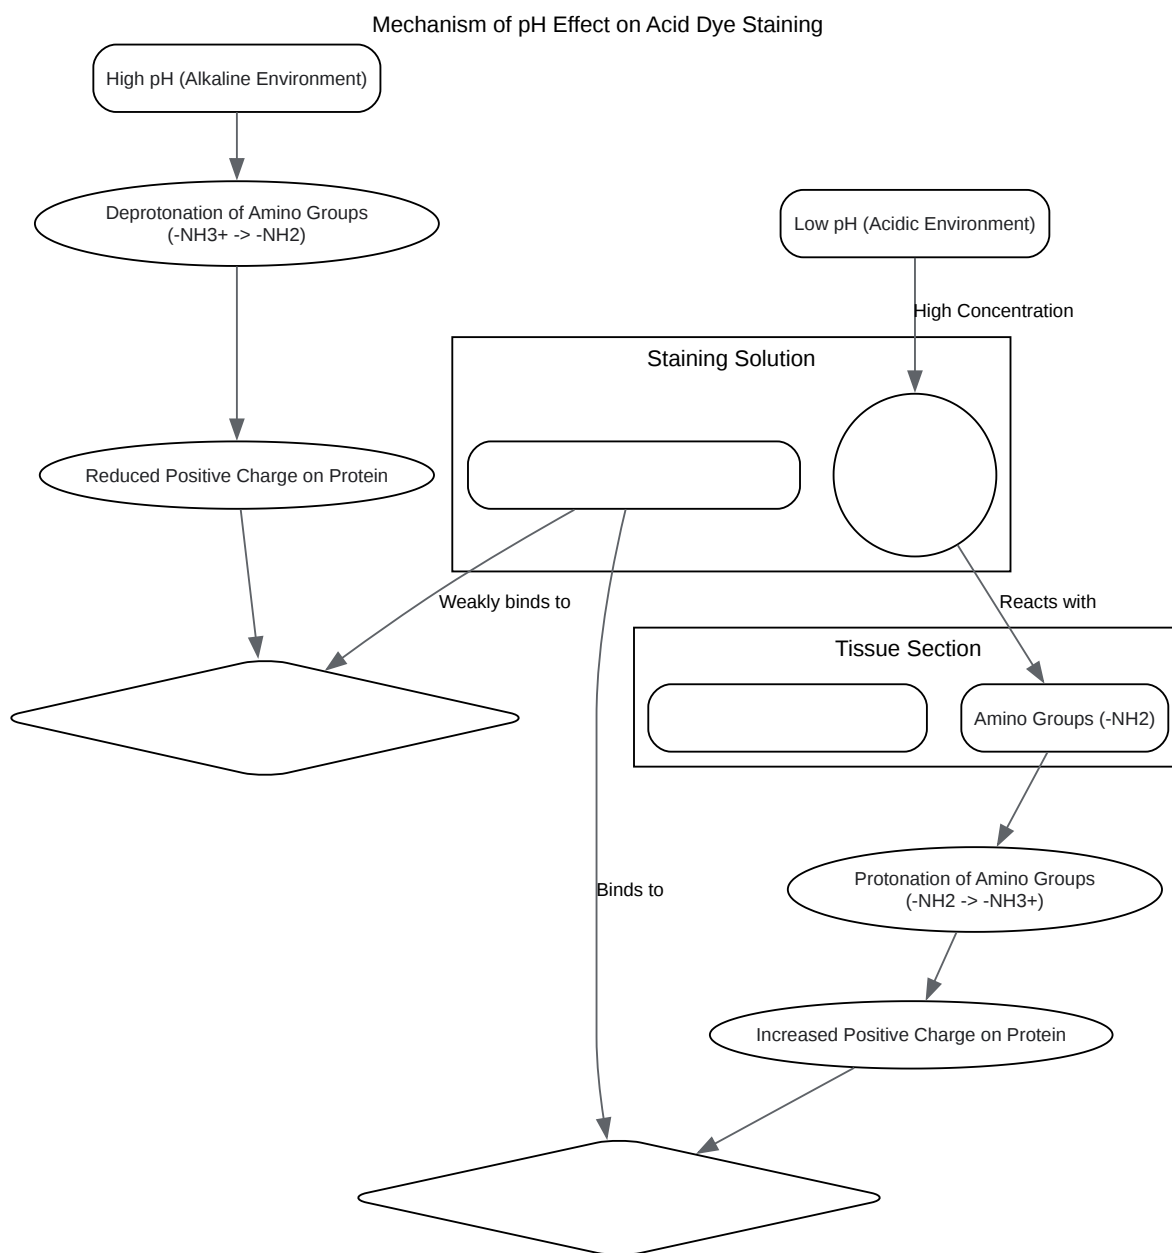 Mechanism of pH Effect on Acid Dye Staining
High pH (Alkaline Environment)
Deprotonation of Amino Groups
(-NH3+ -> -NH2)
Low pH (Acidic Environment)
High Concentration
Staining Solution
Reduced Positive Charge on Protein
Weakly binds to
Reacts with
Tissue Section
Amino Groups (-NH2)
Protonation of Amino Groups
(-NH2 -> -NH3+)
Binds to
Increased Positive Charge on Protein